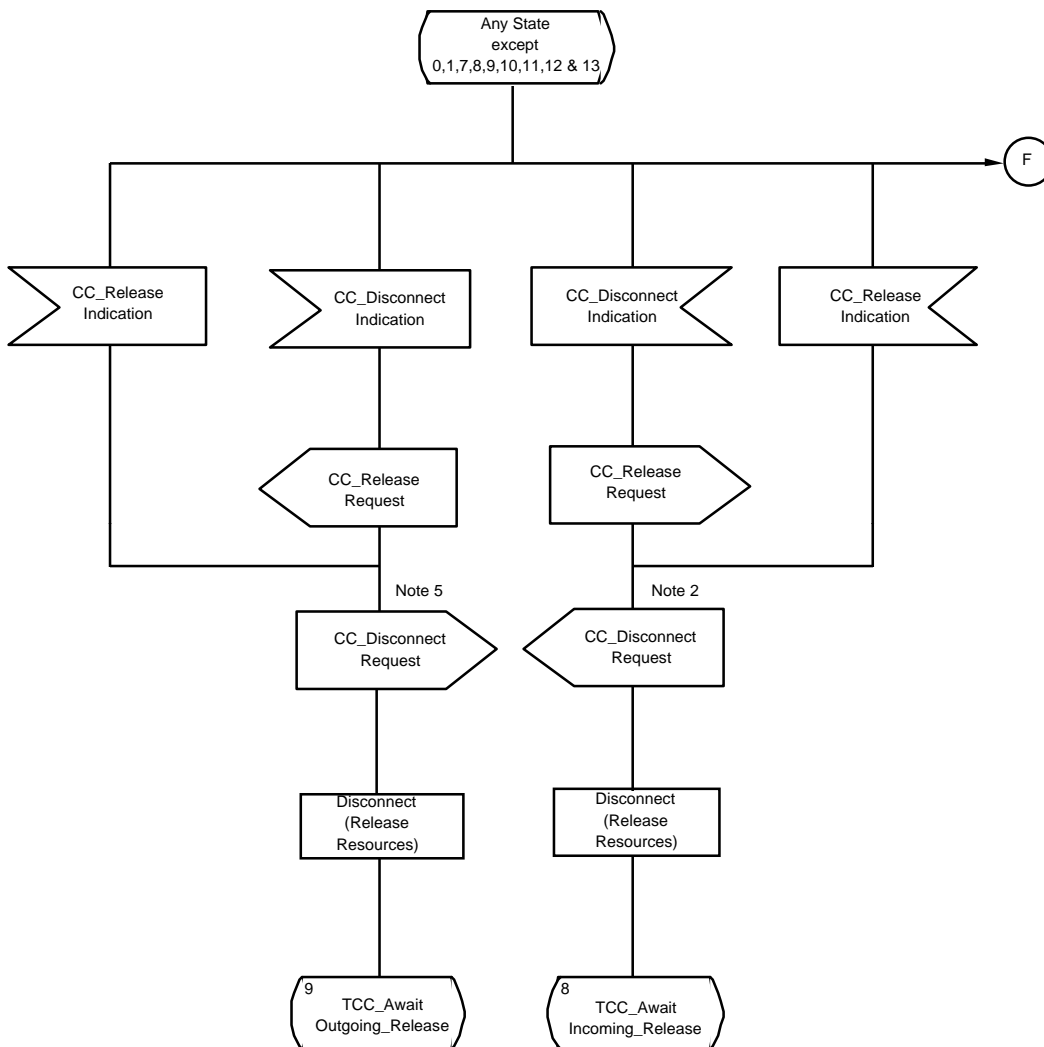 Any State
except
0,1,7,8,9,10,11,12 & 13
F
CC_Release
Indication
CC_Disconnect
Indication
CC_Disconnect
Indication
CC_Release
Indication
CC_Release
Request
CC_Release
Request
Note 5
Note 2
CC_Disconnect
Request
CC_Disconnect
Request
Disconnect
(Release
Resources)
Disconnect
(Release
Resources)
9
TCC_Await
Outgoing_Release
8
TCC_Await
Incoming_Release